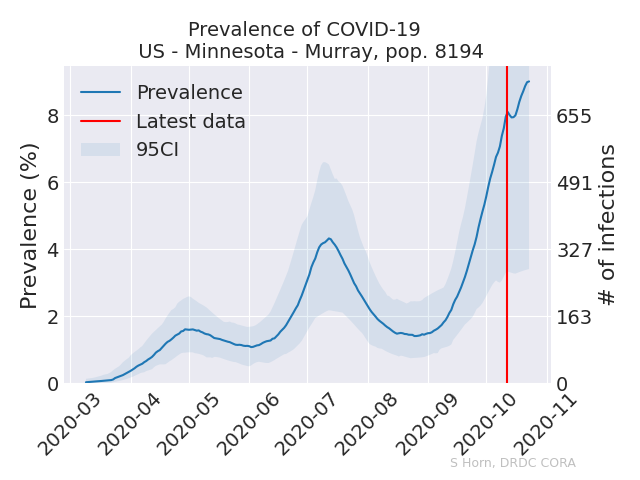 Prevalence of COVID-19
US - Minnesota - Murray, pop. 8194
Prevalence
Latest data
95CI
Prevalence (%)
8
6
4
2
0
655
491
327
163
0
# of infections
2020-03
2020-04
2020-05
2020-06
2020-07
2020-08
2020-09
2020-10
2020-11
S Horn, DRDC CORA